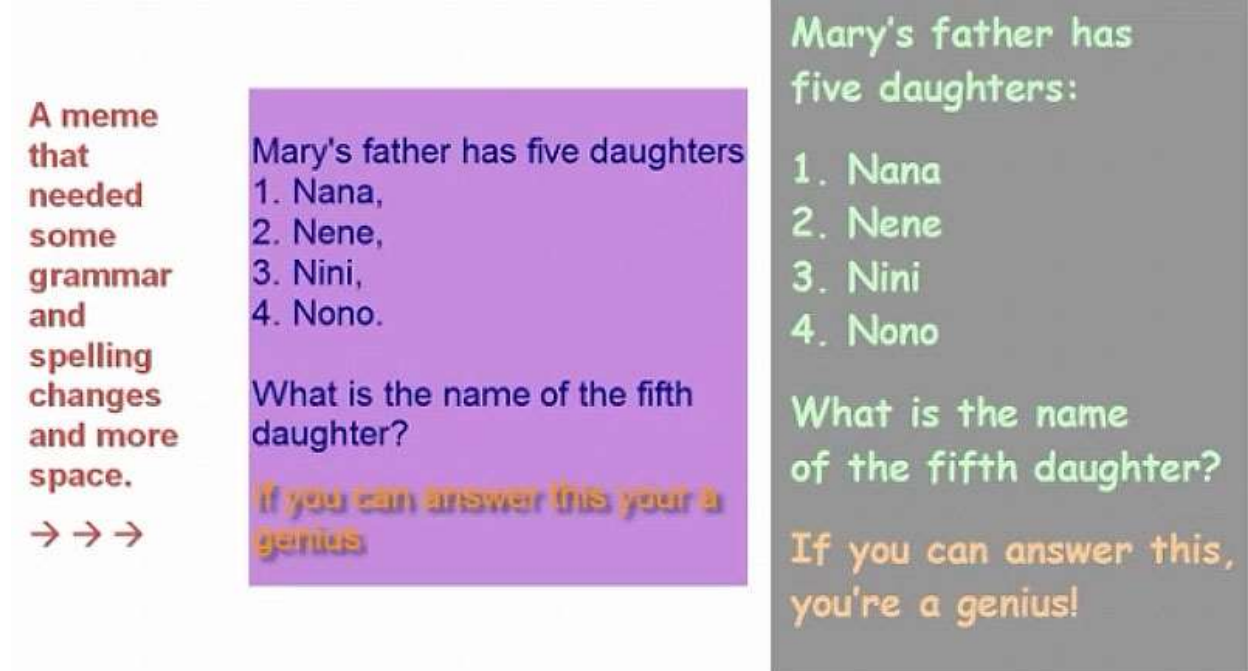 A meme
that
needed
some
grammar
and
spelling
changes
and more
space.
→ → →
Mary's father has five daughters
1. Nana,
2. Nene,
3. Nini,
4. Nono.
What is the name of the fifth
daughter?
If you can answer this your a
genius
Mary's father has
five daughters:
1. Nana
2. Nene
3. Nini
4. Nono
What is the name
of the fifth daughter?
If you can answer this,
you're a genius!